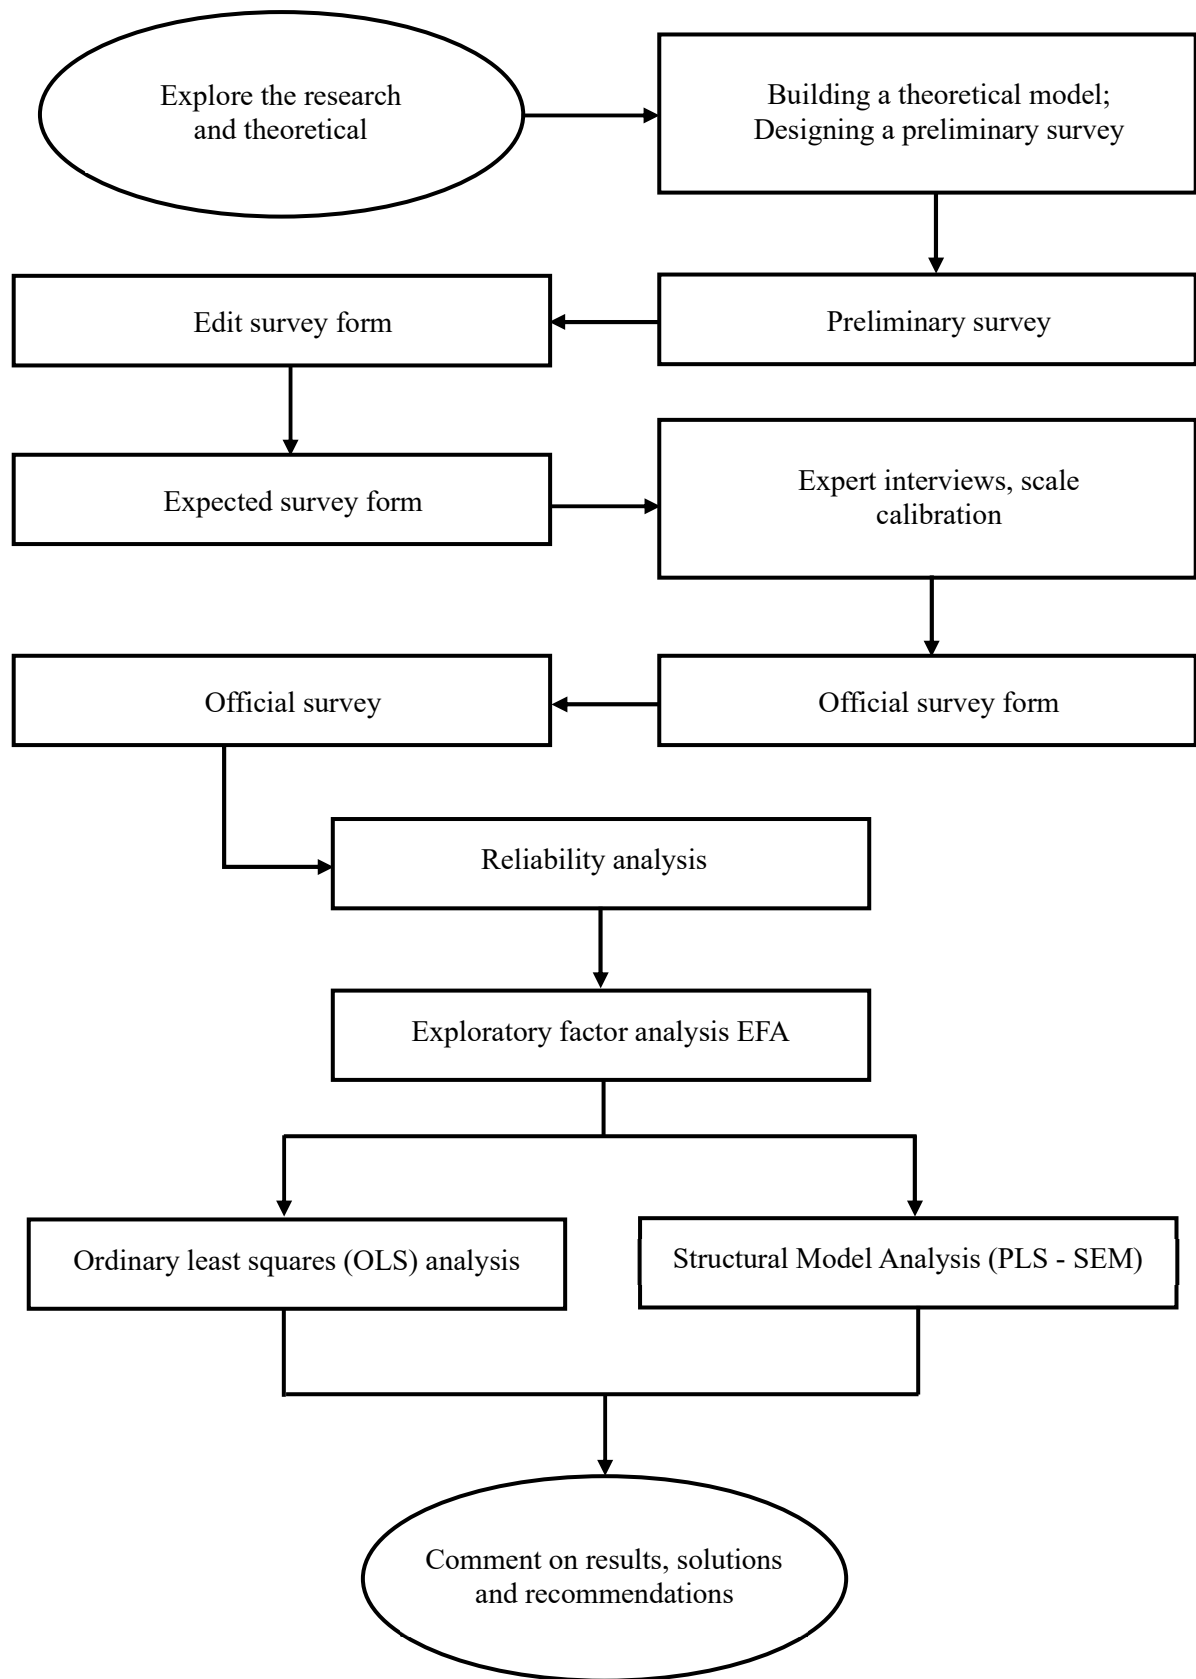 Explore the research
and theoretical
Building a theoretical model;
Designing a preliminary survey
Edit survey form
Preliminary survey
Expected survey form
Expert interviews, scale
calibration
Official survey
Official survey form
Reliability analysis
Exploratory factor analysis EFA
Ordinary least squares (OLS) analysis
Structural Model Analysis (PLS - SEM)
Comment on results, solutions
and recommendations